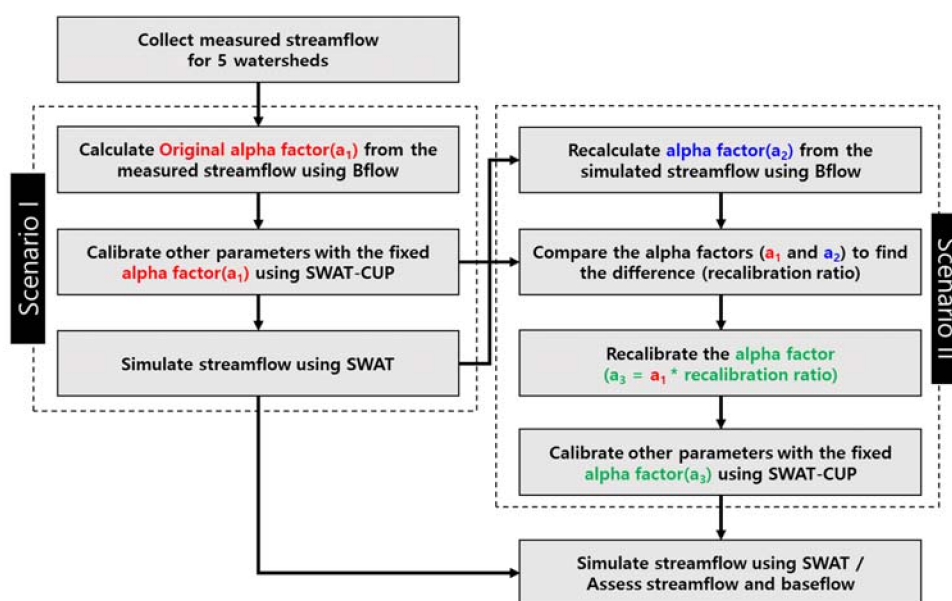 Collect measured streamflow
for 5 watersheds
Scenario I
Calculate Original alpha factor(a₁) from the
measured streamflow using Bflow
Calibrate other parameters with the fixed
alpha factor(a₁) using SWAT-CUP
Simulate streamflow using SWAT
Scenario II
Recalculate alpha factor(a₂) from the
simulated streamflow using Bflow
Compare the alpha factors (a₁ and a₂) to find
the difference (recalibration ratio)
Recalibrate the alpha factor
(a₃ = a₁ * recalibration ratio)
Calibrate other parameters with the fixed
alpha factor(a₃) using SWAT-CUP
Simulate streamflow using SWAT /
Assess streamflow and baseflow